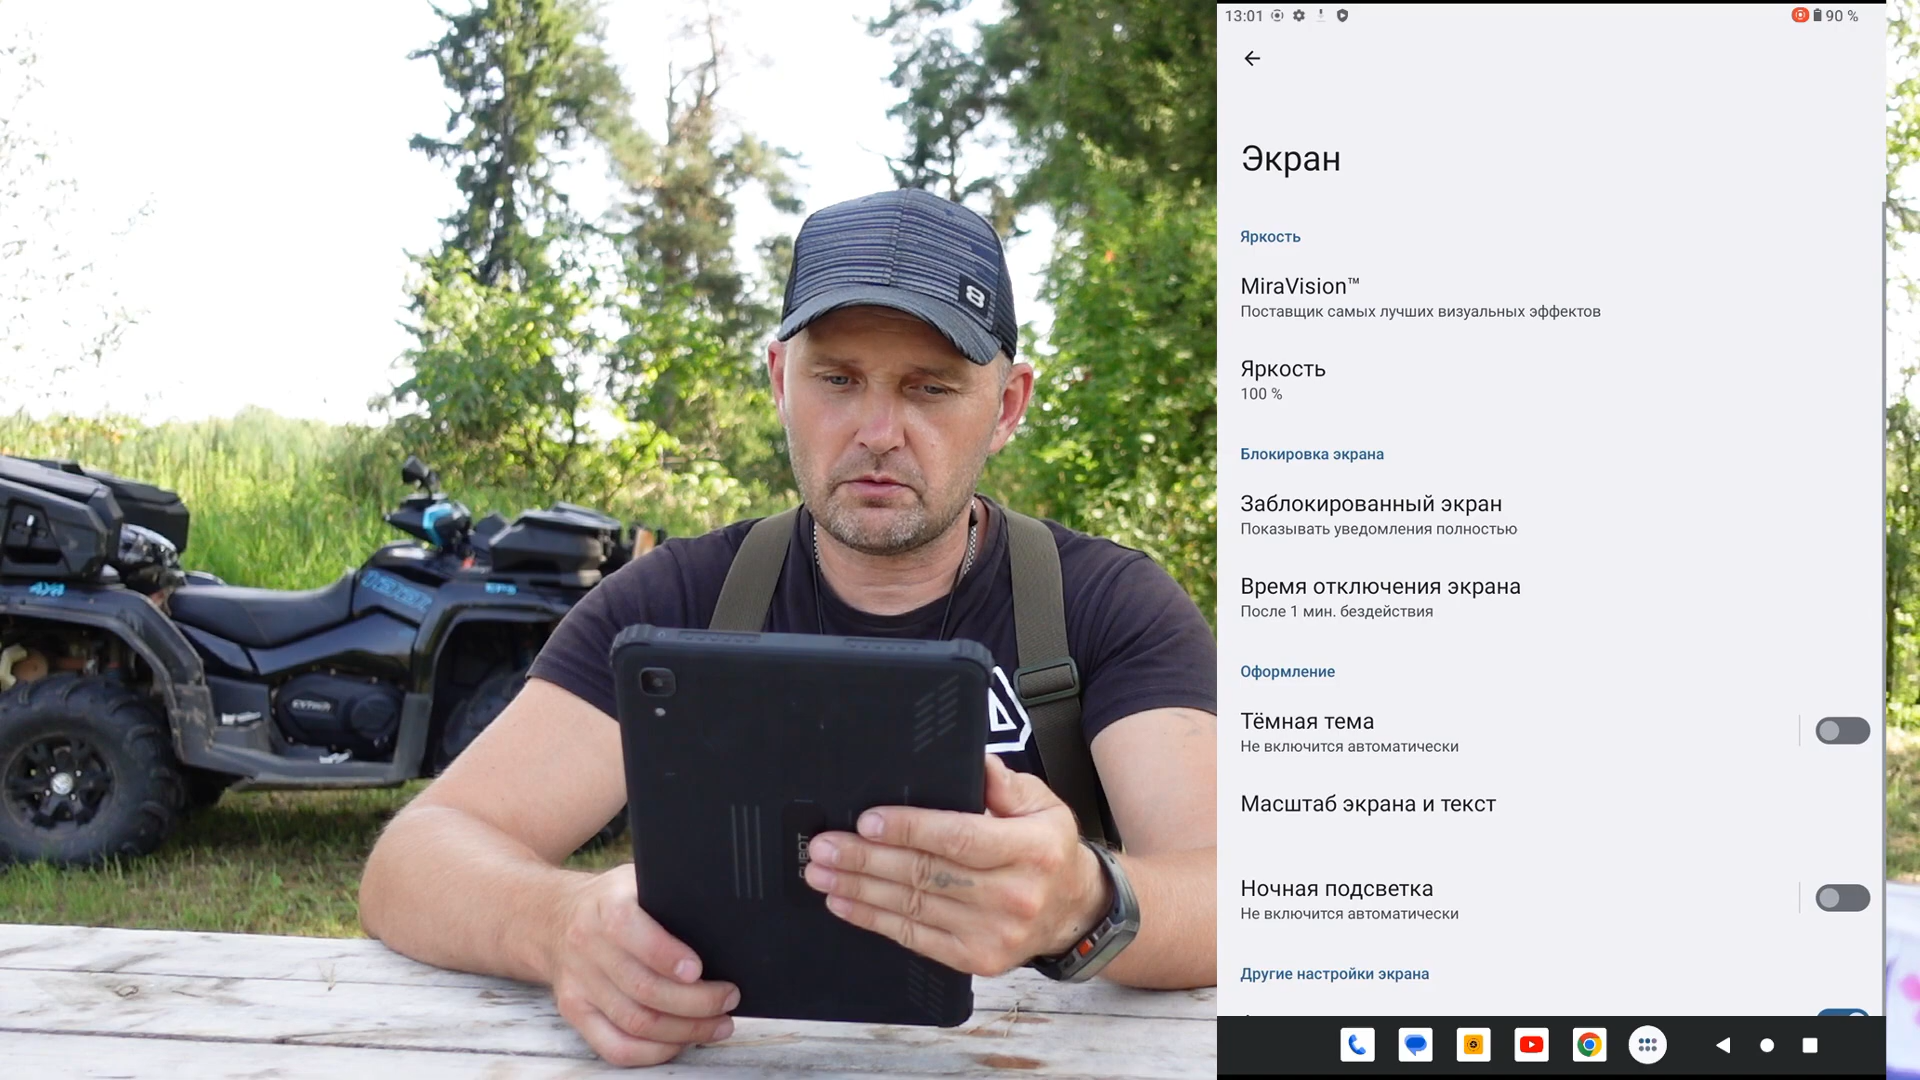 13:01
90 %
Экран
Яркость
MiraVision™
Поставщик самых лучших визуальных эффектов
Яркость
100 %
Блокировка экрана
Заблокированный экран
Показывать уведомления полностью
Время отключения экрана
После 1 мин. бездействия
Оформление
Тёмная тема
Не включится автоматически
Масштаб экрана и текст
Ночная подсветка
Не включится автоматически
Другие настройки экрана
8
4X4
EPS
CUBOT